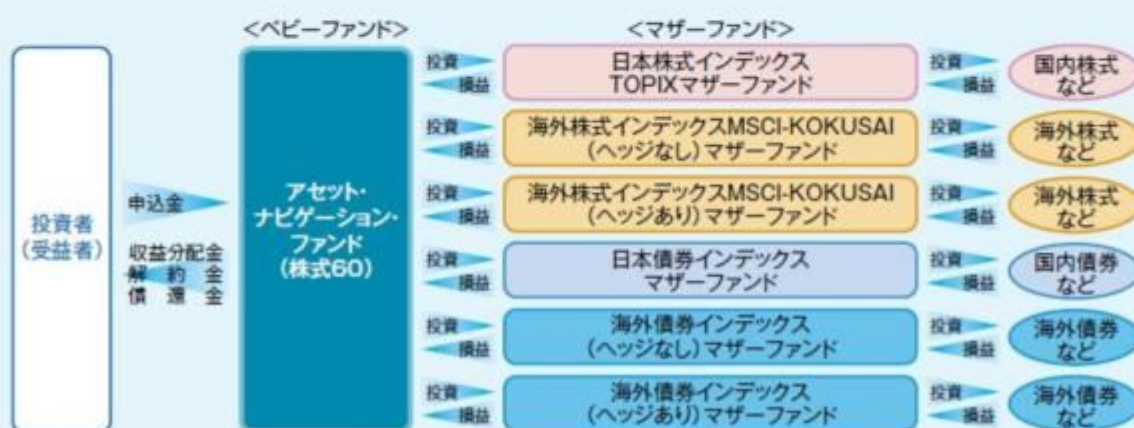 <ベビーファンド>
<マザーファンド>
投資者
(受益者)
申込金
収益分配金
解約金
償還金
アセット・
ナビゲーション・
ファンド
(株式60)
投資
損益
日本株式インデックス
TOPIXマザーファンド
投資
損益
国内株式
など
投資
損益
海外株式インデックスMSCI-KOKUSAI
(ヘッジなし)マザーファンド
投資
損益
海外株式
など
投資
損益
海外株式インデックスMSCI-KOKUSAI
(ヘッジあり)マザーファンド
投資
損益
海外株式
など
投資
損益
日本債券インデックス
マザーファンド
投資
損益
国内債券
など
投資
損益
海外債券インデックス
(ヘッジなし)マザーファンド
投資
損益
海外債券
など
投資
損益
海外債券インデックス
(ヘッジあり)マザーファンド
投資
損益
海外債券
など